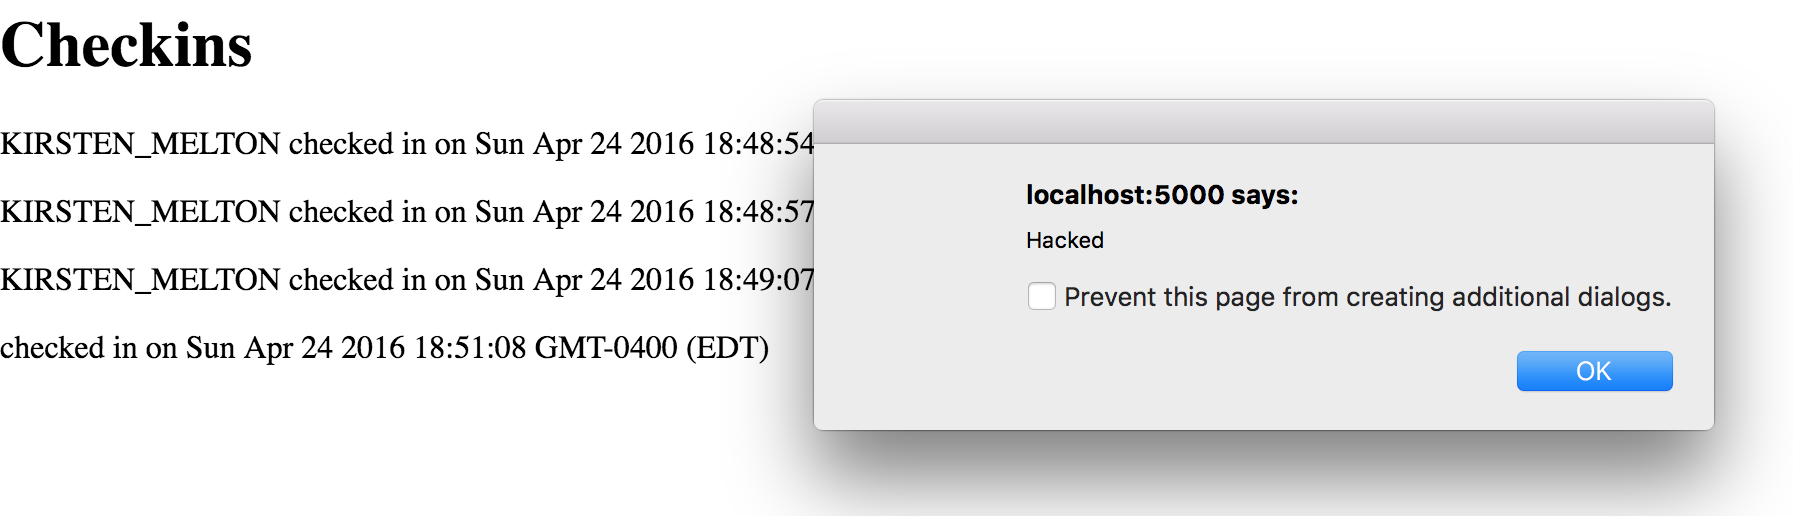 Checkins
KIRSTEN_MELTON checked in on Sun Apr 24 2016 18:48:54
KIRSTEN_MELTON checked in on Sun Apr 24 2016 18:48:57
KIRSTEN_MELTON checked in on Sun Apr 24 2016 18:49:07
checked in on Sun Apr 24 2016 18:51:08 GMT-0400 (EDT)
localhost:5000 says:
Hacked
Prevent this page from creating additional dialogs.
OK